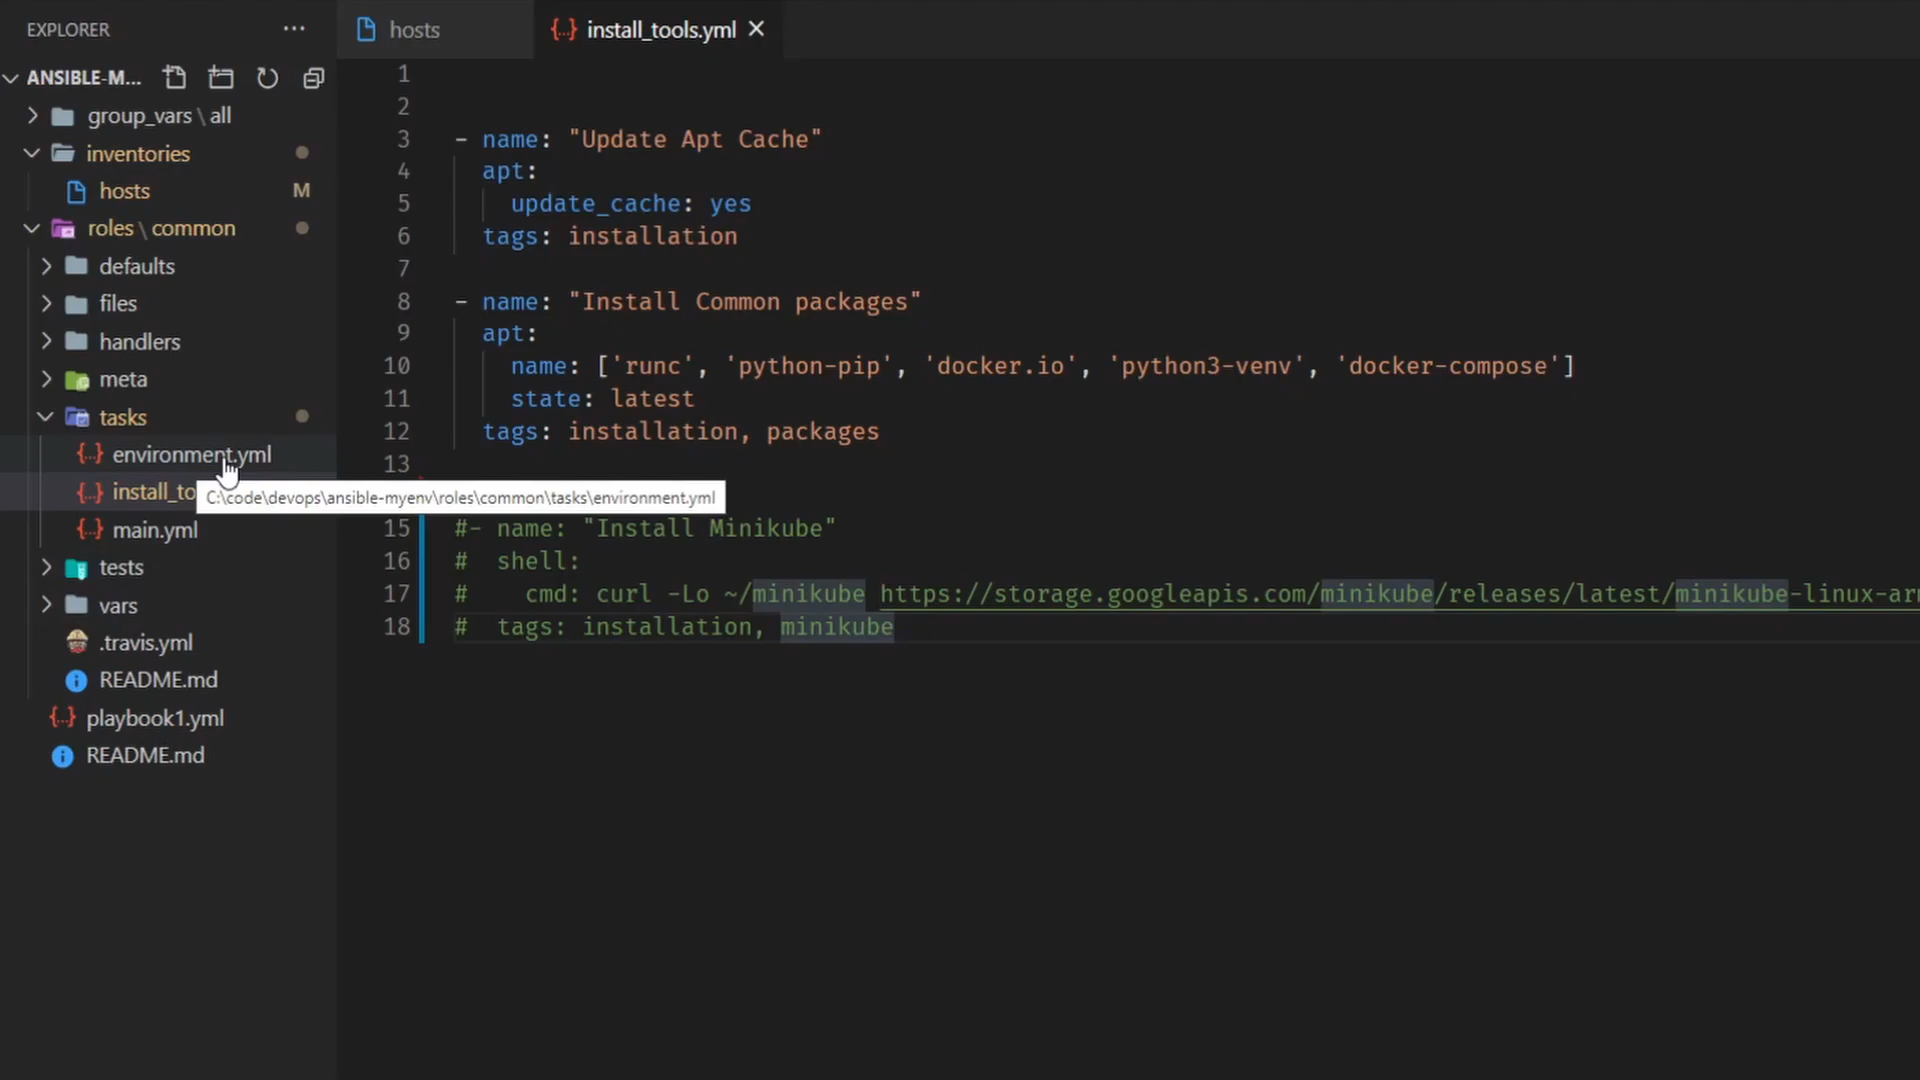 EXPLORER
ANSIBLE-M...
group_vars \ all
inventories
hosts M
roles \ common
defaults
files
handlers
meta
tasks
environment.yml
install_to
C:\code\devops\ansible-myenv\roles\common\tasks\environment.yml
main.yml
tests
vars
.travis.yml
README.md
playbook1.yml
README.md
hosts
install_tools.yml
1
2
3 - name: "Update Apt Cache"
4 apt:
5 update_cache: yes
6 tags: installation
7
8 - name: "Install Common packages"
9 apt:
10 name: ['runc', 'python-pip', 'docker.io', 'python3-venv', 'docker-compose']
11 state: latest
12 tags: installation, packages
13
15 #- name: "Install Minikube"
16 # shell:
17 # cmd: curl -Lo ~/minikube https://storage.googleapis.com/minikube/releases/latest/minikube-linux-arm
18 # tags: installation, minikube